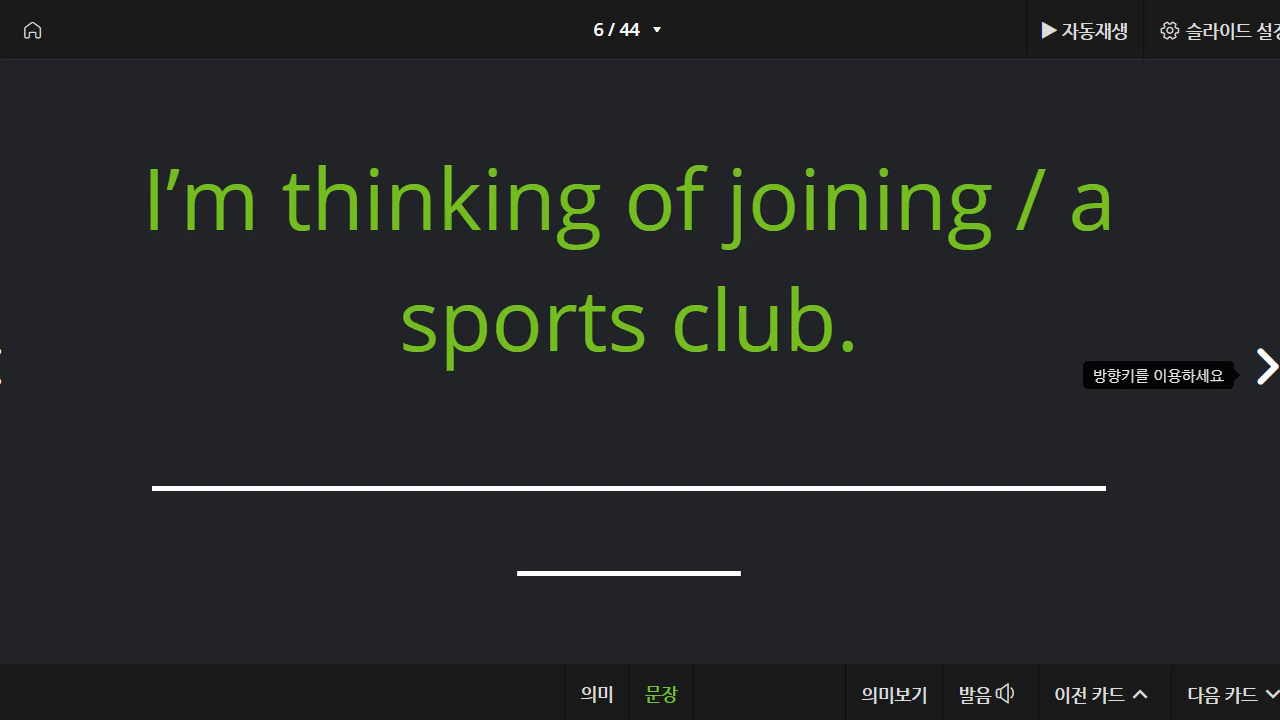 6 / 44
자동재생
슬라이드 설정
I’m thinking of joining / a
sports club.
방향키를 이용하세요
의미
문장
의미보기
발음
이전 카드
다음 카드